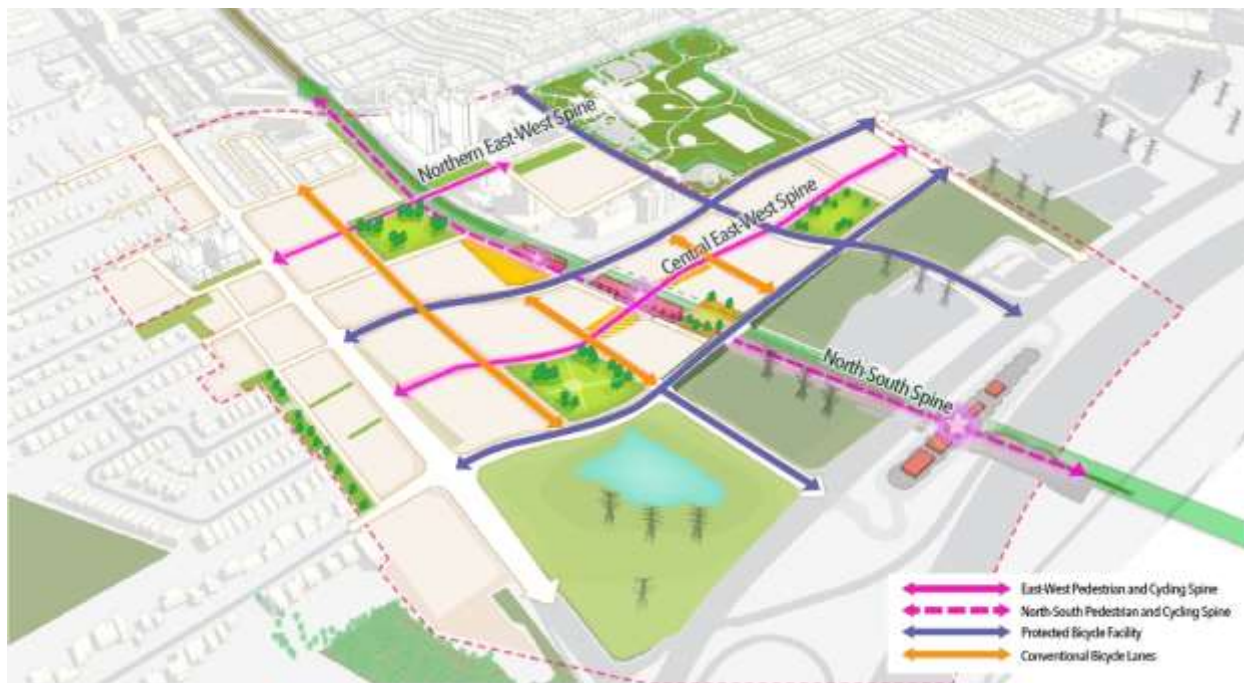 Northern East-West Spine
Central East-West Spine
North-South Spine
East-West Pedestrian and Cycling Spine
North-South Pedestrian and Cycling Spine
Protected Bicycle Facility
Conventional Bicycle Lanes